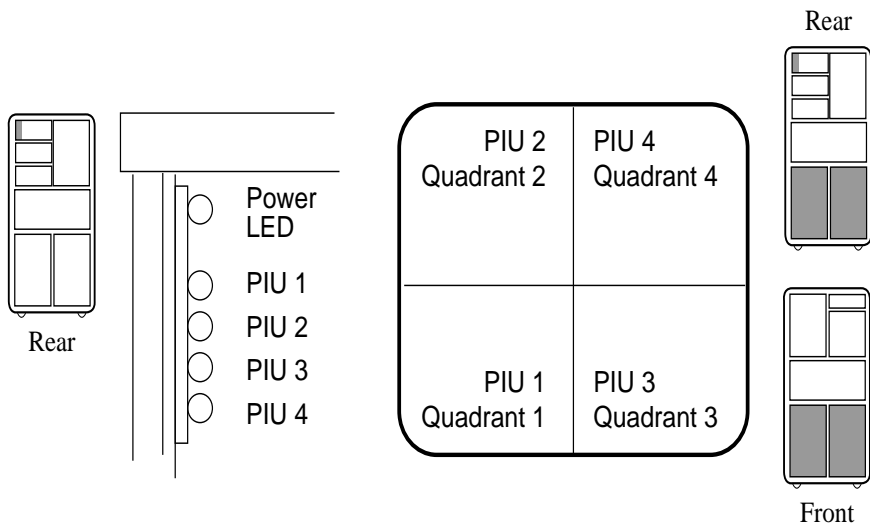 Rear
Power
LED
PIU 1
PIU 2
PIU 3
PIU 4
Rear
PIU 2
Quadrant 2
PIU 4
Quadrant 4
PIU 1
Quadrant 1
PIU 3
Quadrant 3
Rear
Front